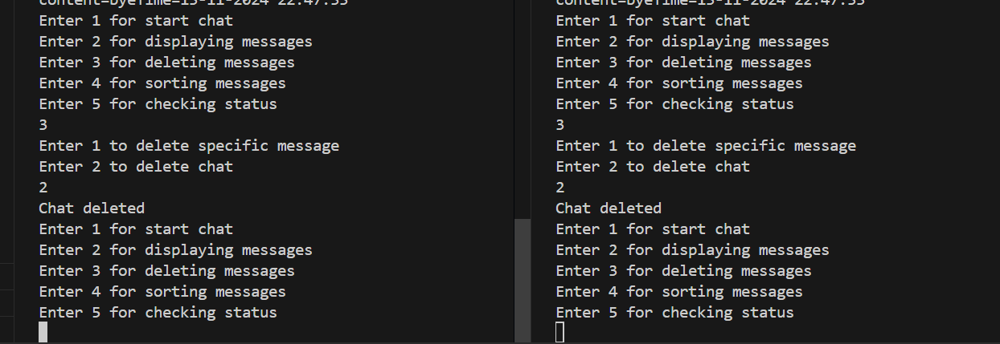 content=ByeTime=15-11-2024 22:47:55
Enter 1 for start chat
Enter 2 for displaying messages
Enter 3 for deleting messages
Enter 4 for sorting messages
Enter 5 for checking status
3
Enter 1 to delete specific message
Enter 2 to delete chat
2
Chat deleted
Enter 1 for start chat
Enter 2 for displaying messages
Enter 3 for deleting messages
Enter 4 for sorting messages
Enter 5 for checking status
content=ByeTime=15-11-2024 22:47:55
Enter 1 for start chat
Enter 2 for displaying messages
Enter 3 for deleting messages
Enter 4 for sorting messages
Enter 5 for checking status
3
Enter 1 to delete specific message
Enter 2 to delete chat
2
Chat deleted
Enter 1 for start chat
Enter 2 for displaying messages
Enter 3 for deleting messages
Enter 4 for sorting messages
Enter 5 for checking status